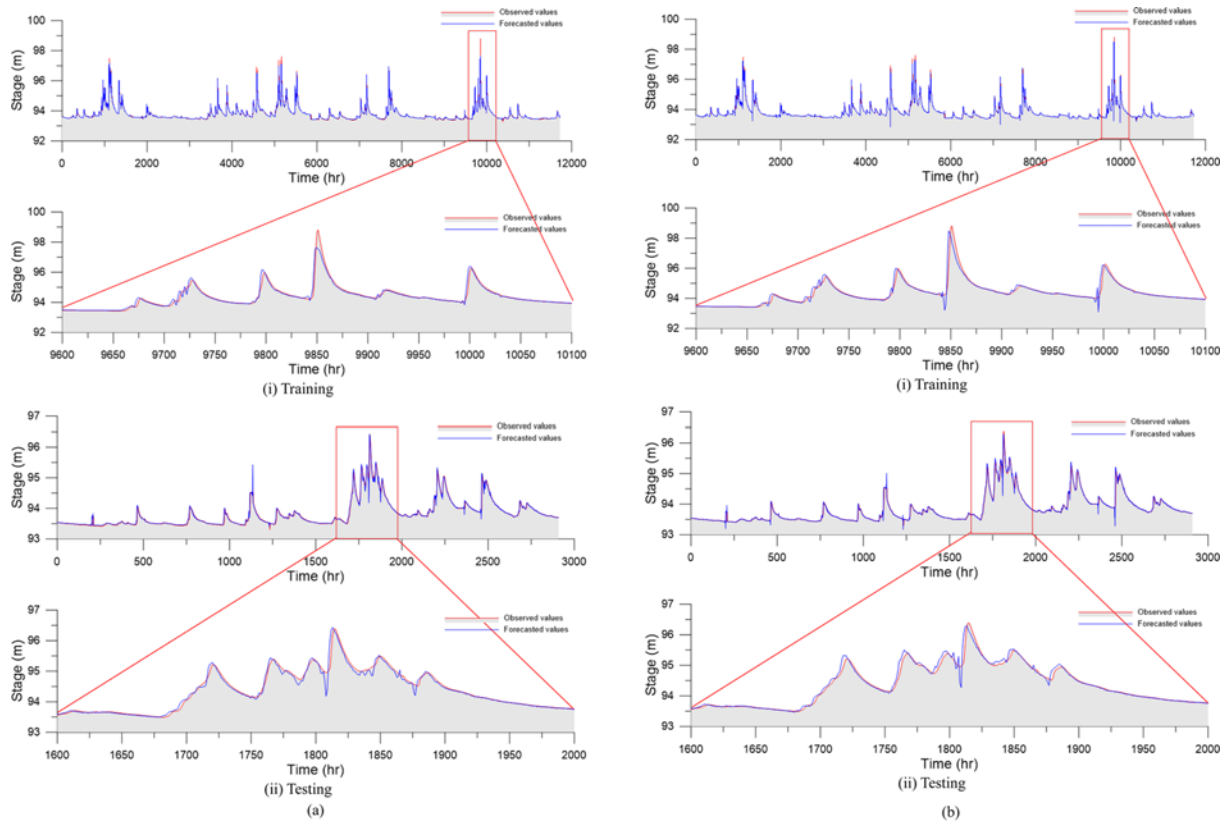 100
98
96
94
92
Stage (m)
Observed values
Forecasted values
0 2000 4000 6000 8000 10000 12000
Time (hr)
100
98
96
94
92
Stage (m)
Observed values
Forecasted values
9600 9650 9700 9750 9800 9850 9900 9950 10000 10050 10100
Time (hr)
(i) Training
97
96
95
94
93
Stage (m)
Observed values
Forecasted values
0 500 1000 1500 2000 2500 3000
Time (hr)
97
96
95
94
93
Stage (m)
Observed values
Forecasted values
1600 1650 1700 1750 1800 1850 1900 1950 2000
Time (hr)
(ii) Testing
(a)
100
98
96
94
92
Stage (m)
Observed values
Forecasted values
0 2000 4000 6000 8000 10000 12000
Time (hr)
100
98
96
94
92
Stage (m)
Observed values
Forecasted values
9600 9650 9700 9750 9800 9850 9900 9950 10000 10050 10100
Time (hr)
(i) Training
97
96
95
94
93
Stage (m)
Observed values
Forecasted values
0 500 1000 1500 2000 2500 3000
Time (hr)
97
96
95
94
93
Stage (m)
Observed values
Forecasted values
1600 1650 1700 1750 1800 1850 1900 1950 2000
Time (hr)
(ii) Testing
(b)